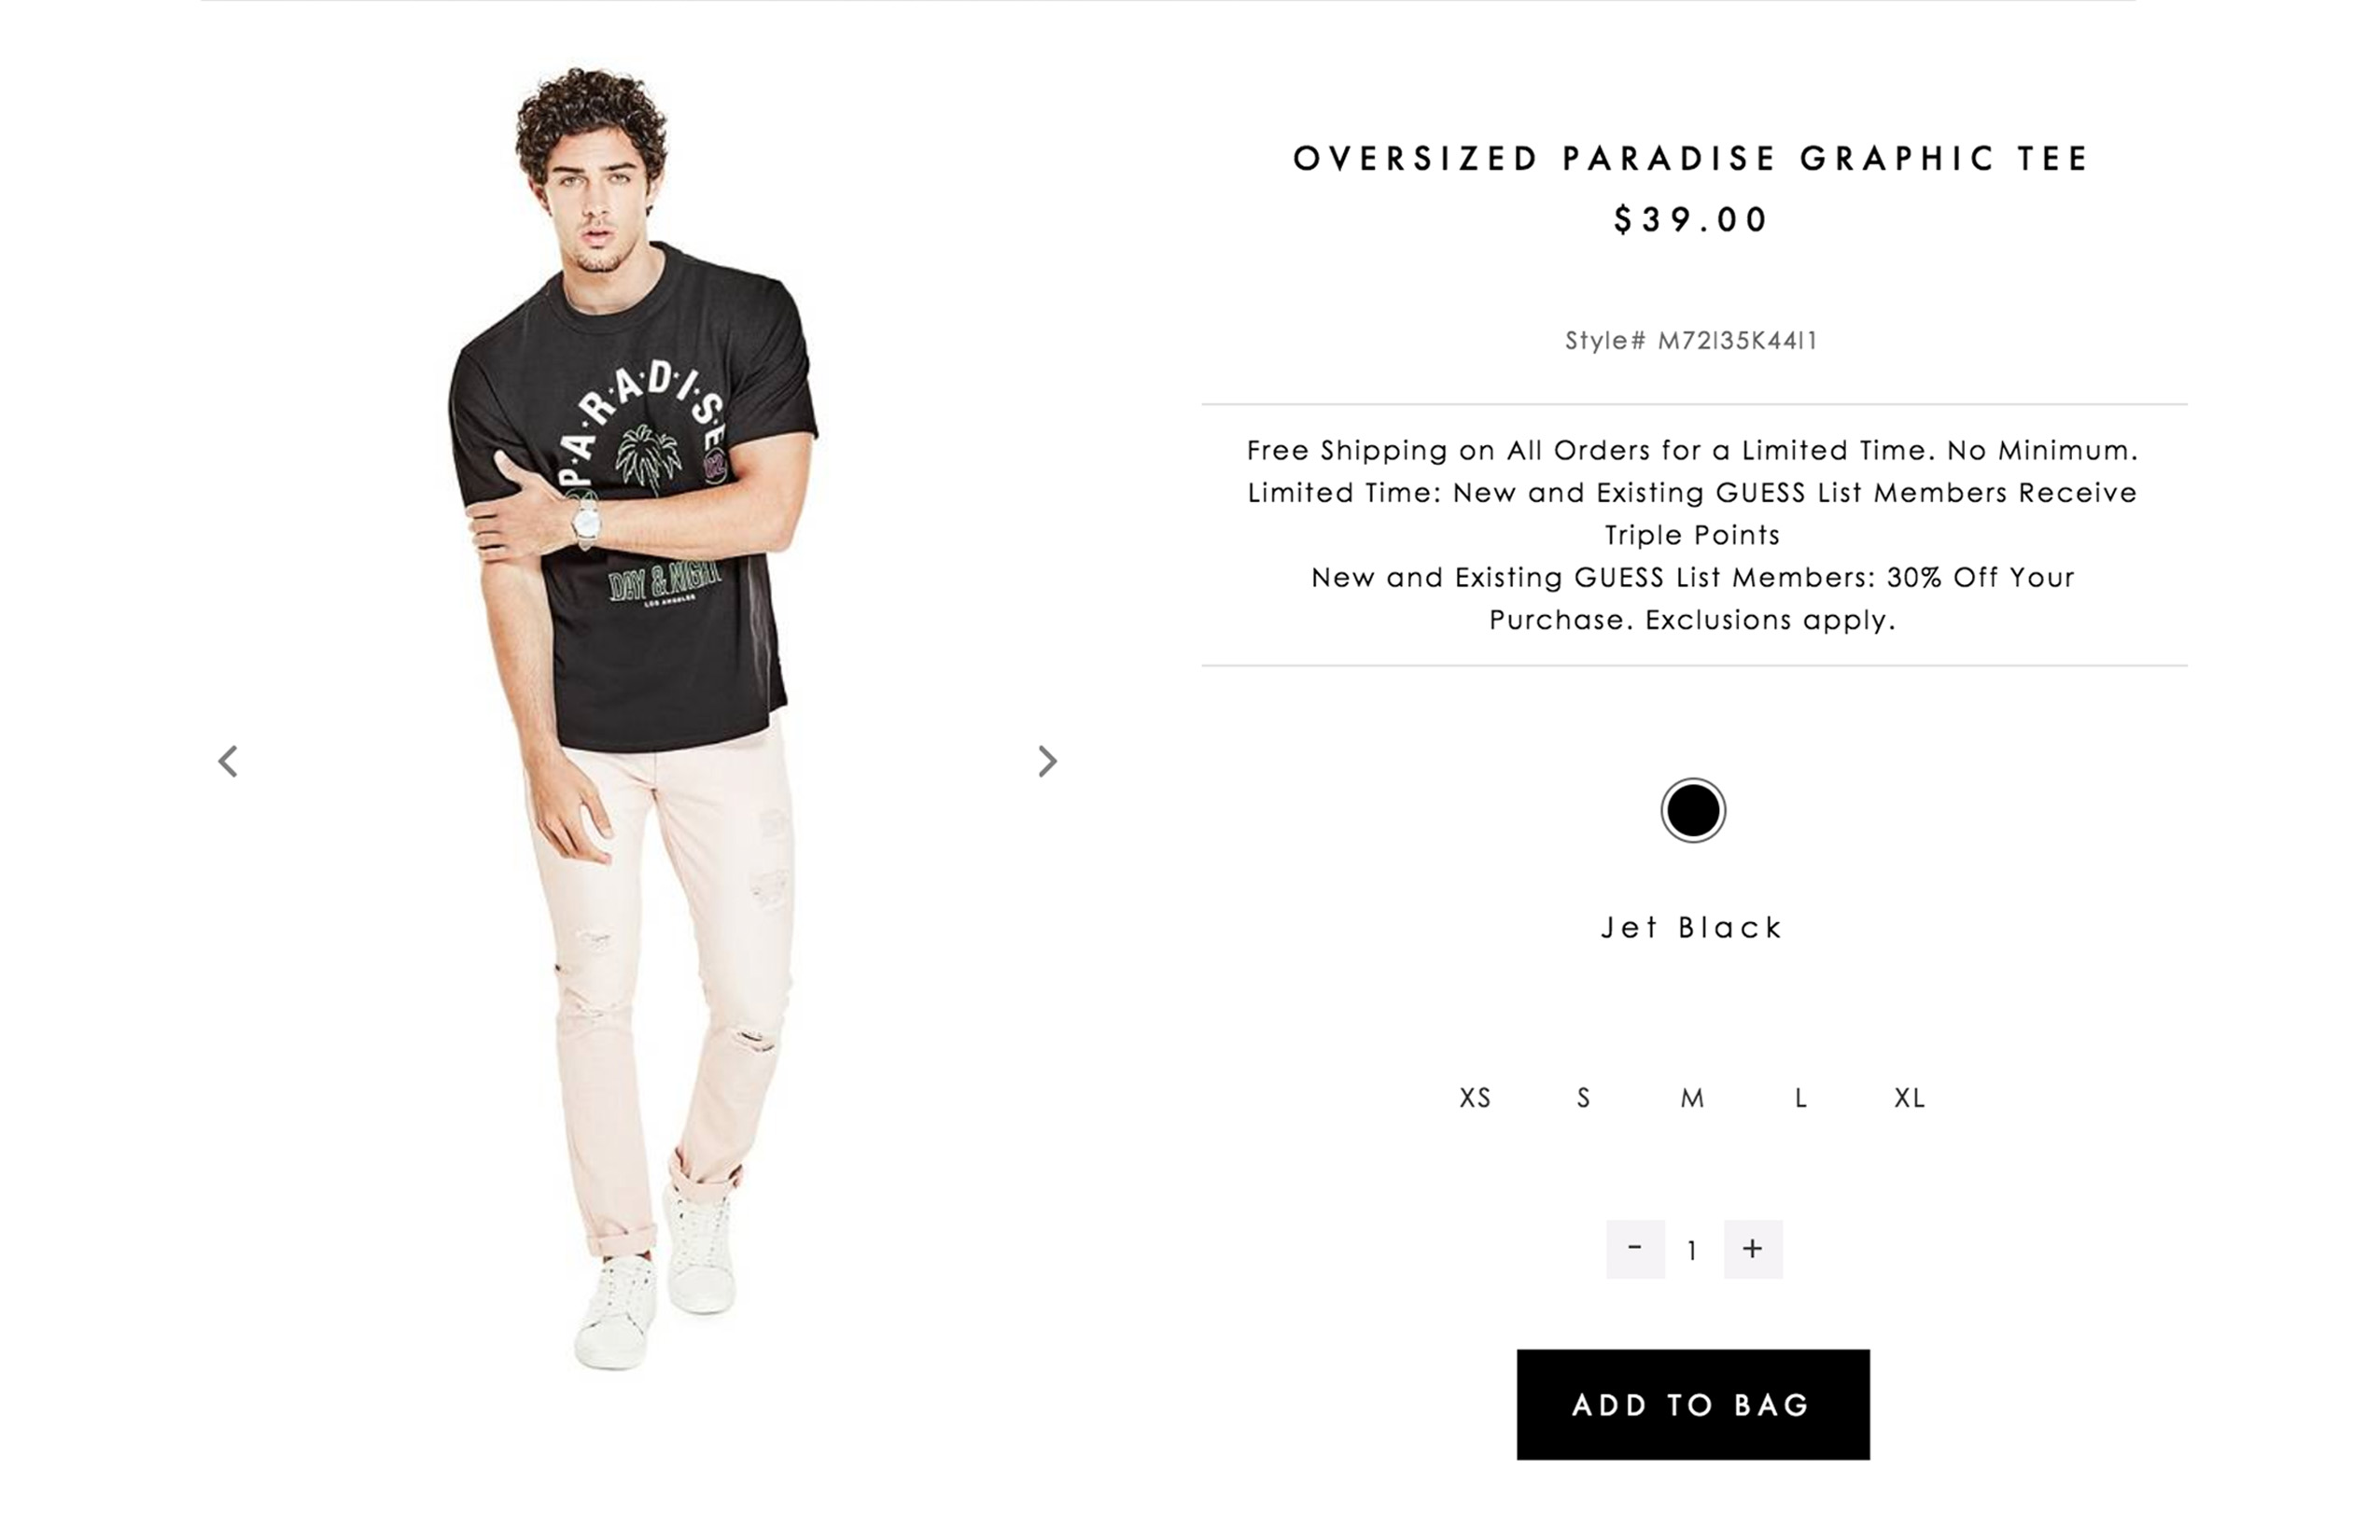 OVERSIZED PARADISE GRAPHIC TEE
$39.00
Style# M72I35K44I1
Free Shipping on All Orders for a Limited Time. No Minimum.
Limited Time: New and Existing GUESS List Members Receive
Triple Points
New and Existing GUESS List Members: 30% Off Your
Purchase. Exclusions apply.
P·A·R·A·D·I·S·E
02
DAY & NIGHT
LOS ANGELES
Jet Black
XS S M L XL
- 1 +
ADD TO BAG